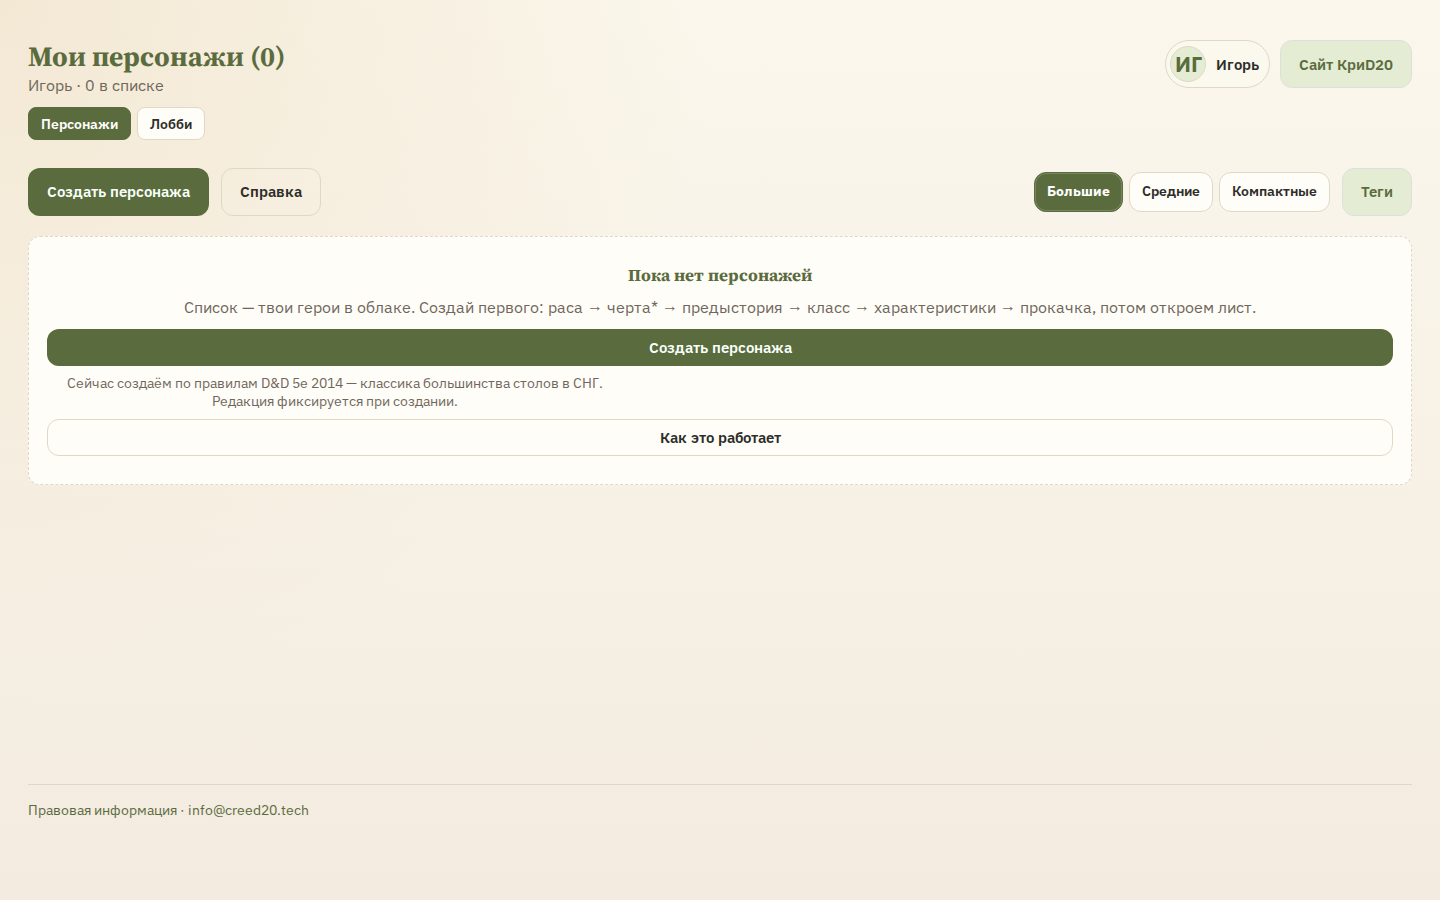 Мои персонажи (0)
Игорь · 0 в списке
ИГ
Игорь
Сайт КриD20
Персонажи
Лобби
Создать персонажа
Справка
Большие
Средние
Компактные
Теги
Пока нет персонажей
Список — твои герои в облаке. Создай первого: раса → черта* → предыстория → класс → характеристики → прокачка, потом откроем лист.
Создать персонажа
Сейчас создаём по правилам D&D 5e 2014 — классика большинства столов в СНГ.
Редакция фиксируется при создании.
Как это работает
Правовая информация · info@creed20.tech